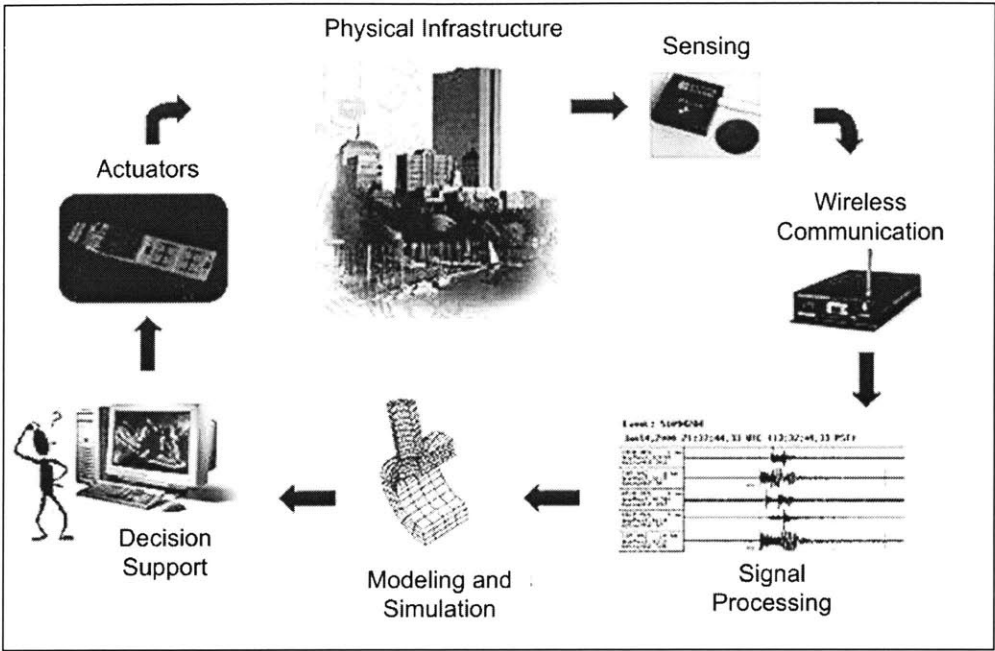 Physical Infrastructure
Sensing
Actuators
Wireless
Communication
?
Decision
Support
Modeling and
Simulation
Signal
Processing